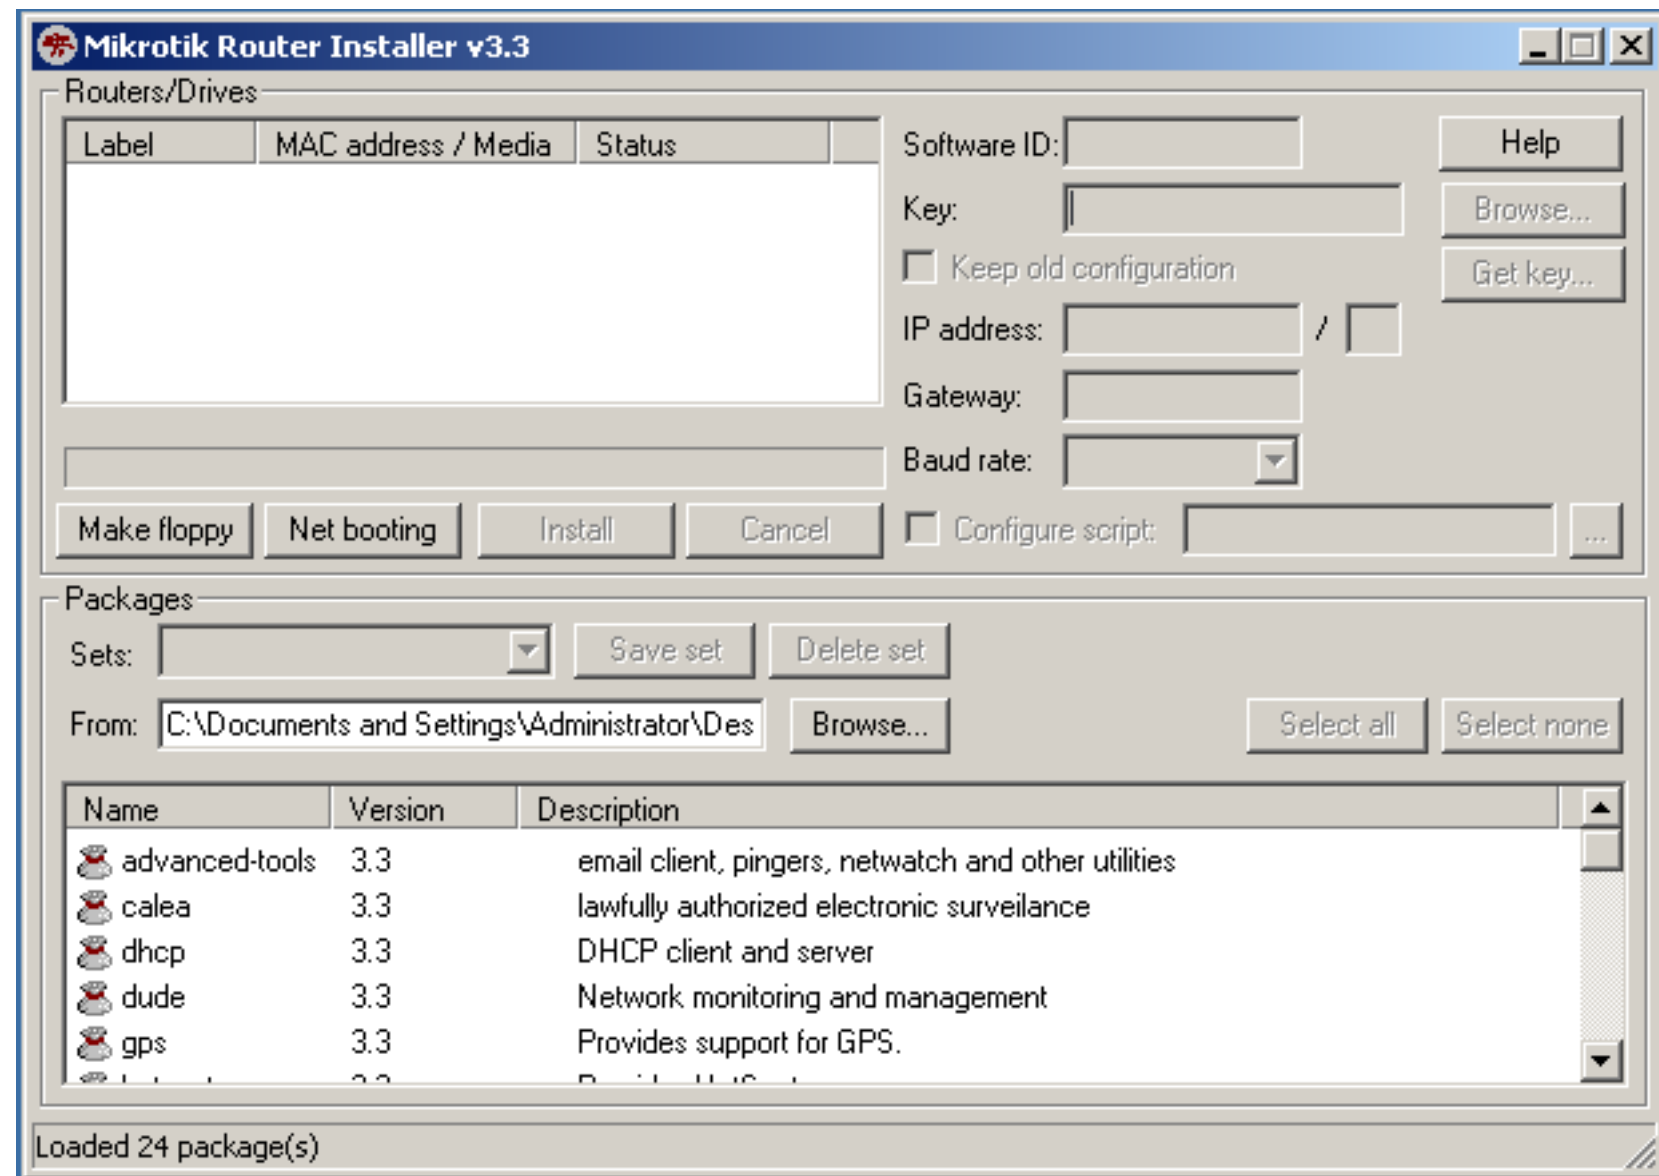 Mikrotik Router Installer v3.3
Routers/Drives
Label MAC address / Media Status
Software ID:
Help
Key:
Browse...
Keep old configuration
Get key...
IP address: /
Gateway:
Baud rate:
Make floppy Net booting Install Cancel
Configure script: ...
Packages
Sets: Save set Delete set
From: C:\Documents and Settings\Administrator\Des Browse... Select all Select none
Name Version Description
advanced-tools 3.3 email client, pingers, netwatch and other utilities
calea 3.3 lawfully authorized electronic surveilance
dhcp 3.3 DHCP client and server
dude 3.3 Network monitoring and management
gps 3.3 Provides support for GPS.
Loaded 24 package(s)